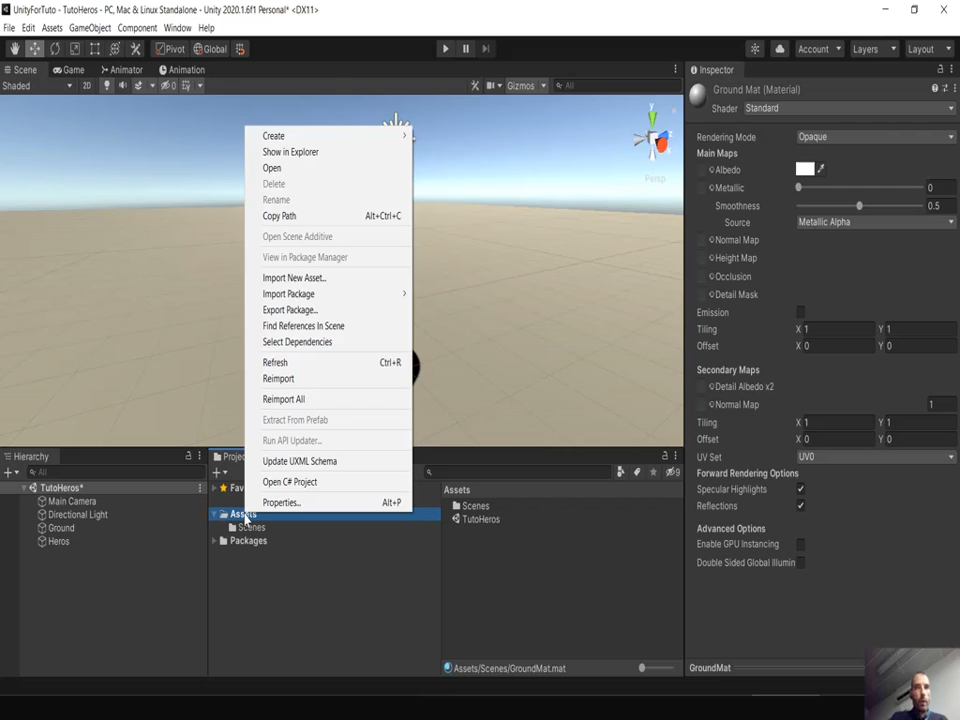 UnityForTuto - TutoHeros - PC, Mac & Linux Standalone - Unity 2020.1.6f1 Personal* <DX11>
File Edit Assets GameObject Component Window Help
Pivot Global Account Layers Layout
Scene Game Animator Animation
Shaded 2D 0 Gizmos All
y
z
Persp
Create
Show in Explorer
Open
Delete
Rename
Copy Path Alt+Ctrl+C
Open Scene Additive
View in Package Manager
Import New Asset...
Import Package
Export Package...
Find References In Scene
Select Dependencies
Refresh Ctrl+R
Reimport
Reimport All
Extract From Prefab
Run API Updater...
Update UXML Schema
Open C# Project
Properties... Alt+P
Hierarchy
All
TutoHeros*
Main Camera
Directional Light
Ground
Heros
Projec
9
Fav
Assets
Scenes
Packages
Assets
Scenes
TutoHeros
Assets/Scenes/GroundMat.mat
Inspector
Ground Mat (Material)
Shader Standard
Rendering Mode Opaque
Main Maps
Albedo
Metallic 0
Smoothness 0.5
Source Metallic Alpha
Normal Map
Height Map
Occlusion
Detail Mask
Emission
Tiling X 1 Y 1
Offset X 0 Y 0
Secondary Maps
Detail Albedo x2
Normal Map 1
Tiling X 1 Y 1
Offset X 0 Y 0
UV Set UV0
Forward Rendering Options
Specular Highlights
Reflections
Advanced Options
Enable GPU Instancing
Double Sided Global Illumin
GroundMat